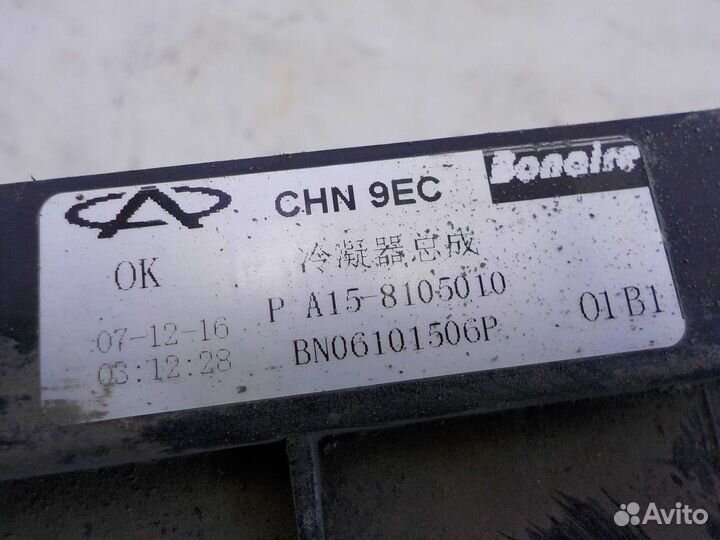 CHN 9EC
Bonaire
OK
冷凝器总成
P A15-8105010
07-12-16
03:12:28
BN06101506P
01B1
Avito